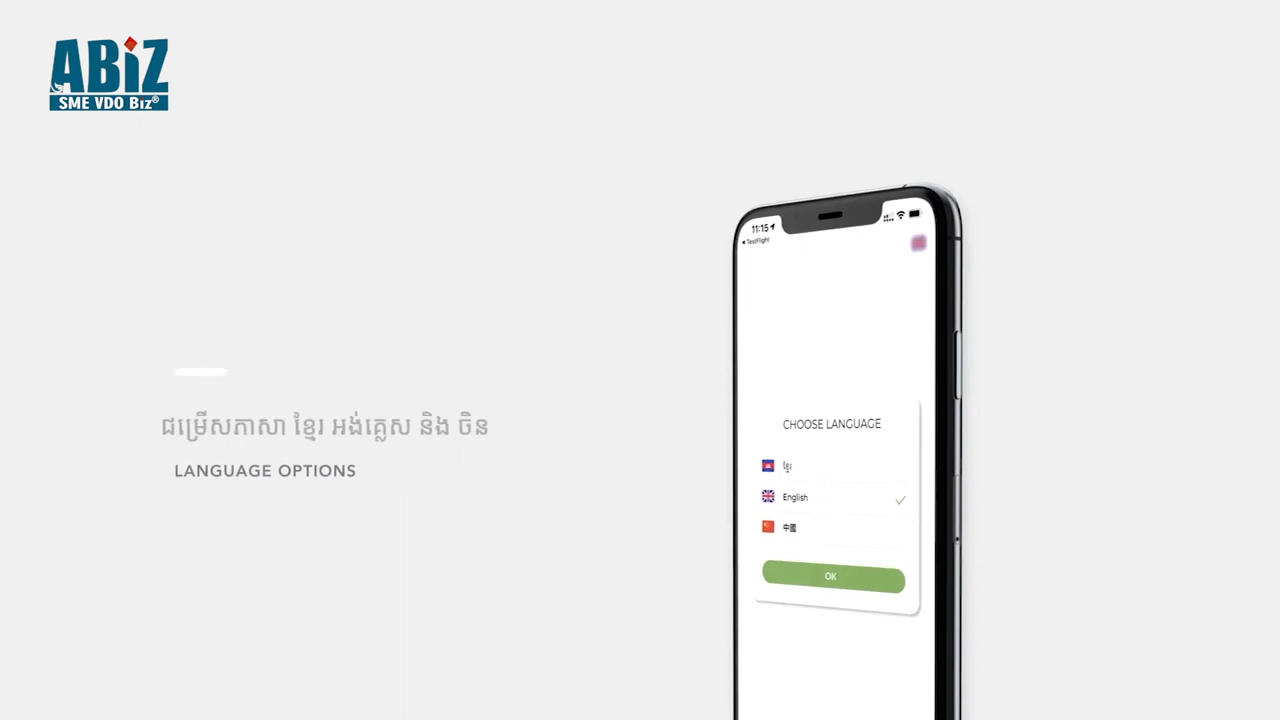 ABiZ
SME VDO Biz®
11:15
TestFlight
CHOOSE LANGUAGE
ខ្មែរ
English
中國
OK
ជម្រើសភាសា ខ្មែរ អង់គ្លេស និង ចិន
LANGUAGE OPTIONS